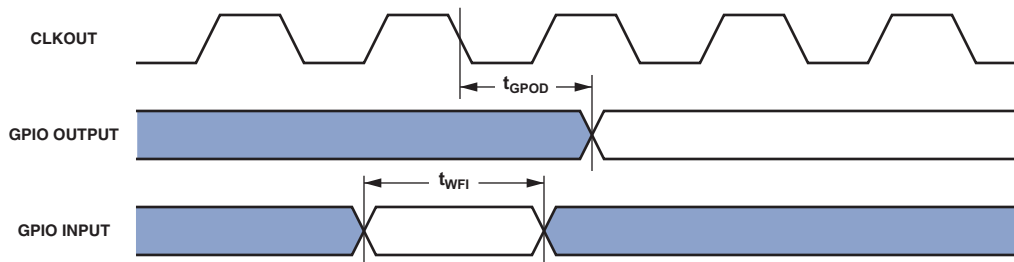 CLKOUT
tGPOD
GPIO OUTPUT
tWFI
GPIO INPUT